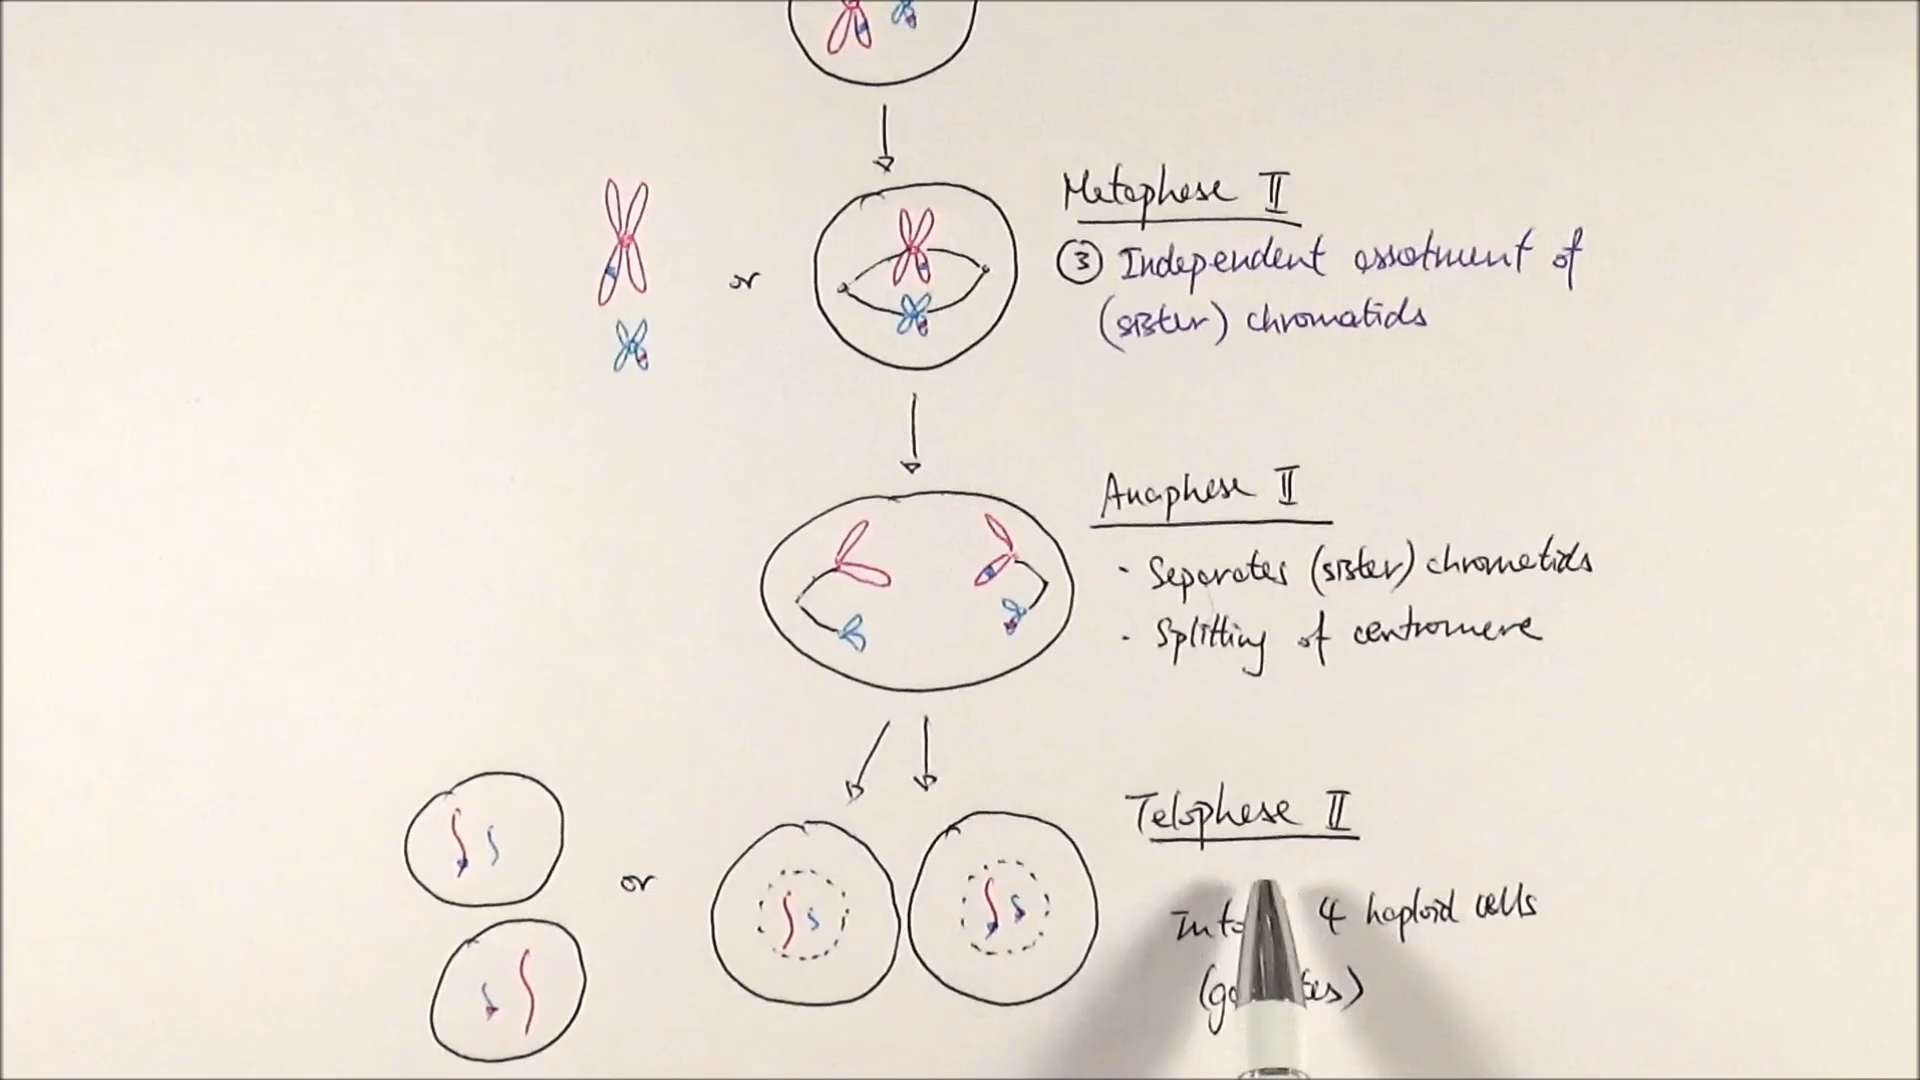 Metaphase II
or
③ Independent assortment of
(sister) chromatids
Anaphase II
· Separates (sister) chromatids
· Splitting of centromere
Telophase II
or
4 haploid cells